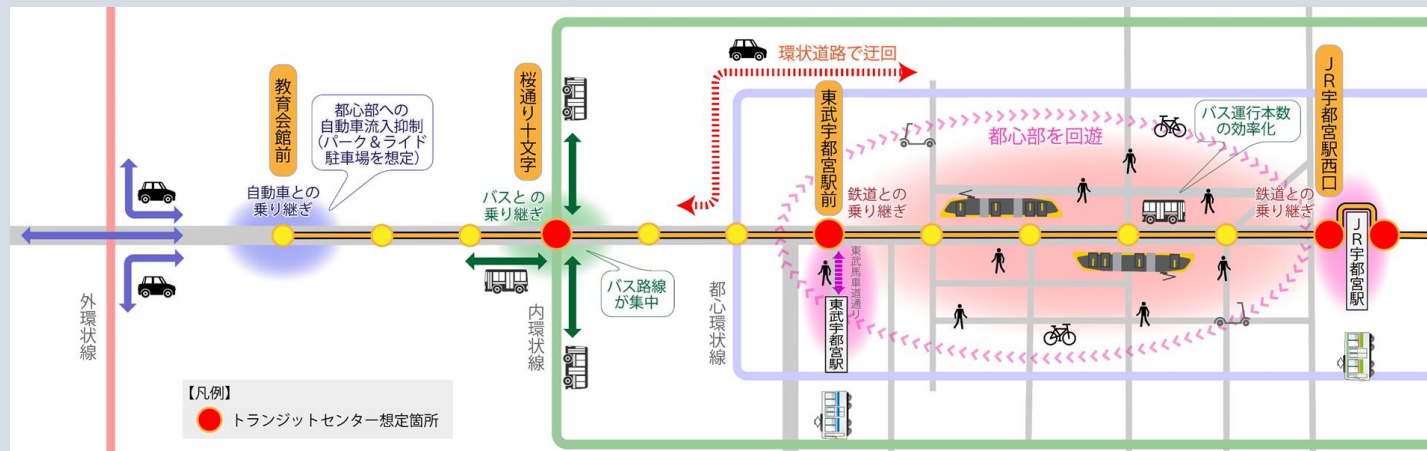 教育会館前
都心部への
自動車流入抑制
(パーク＆ライド
駐車場を想定)
自動車との
乗り継ぎ
外環状線
桜通り十文字
バスとの
乗り継ぎ
バス路線
が集中
内環状線
環状道路で迂回
都心環状線
東武宇都宮駅前
鉄道との
乗り継ぎ
東武馬車道通り
東武宇都宮駅
都心部を回遊
バス運行本数
の効率化
JR宇都宮駅西口
鉄道との
乗り継ぎ
JR宇都宮駅
【凡例】
トランジットセンター想定箇所